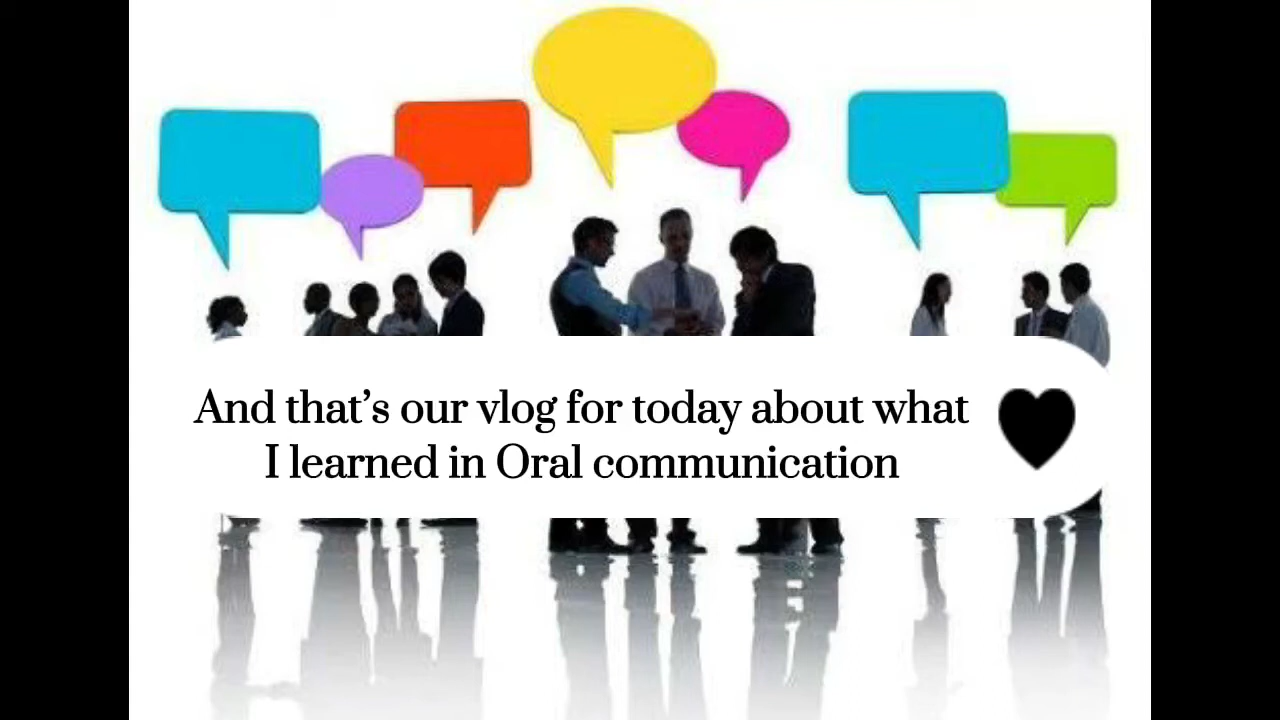 And that’s our vlog for today about what
I learned in Oral communication